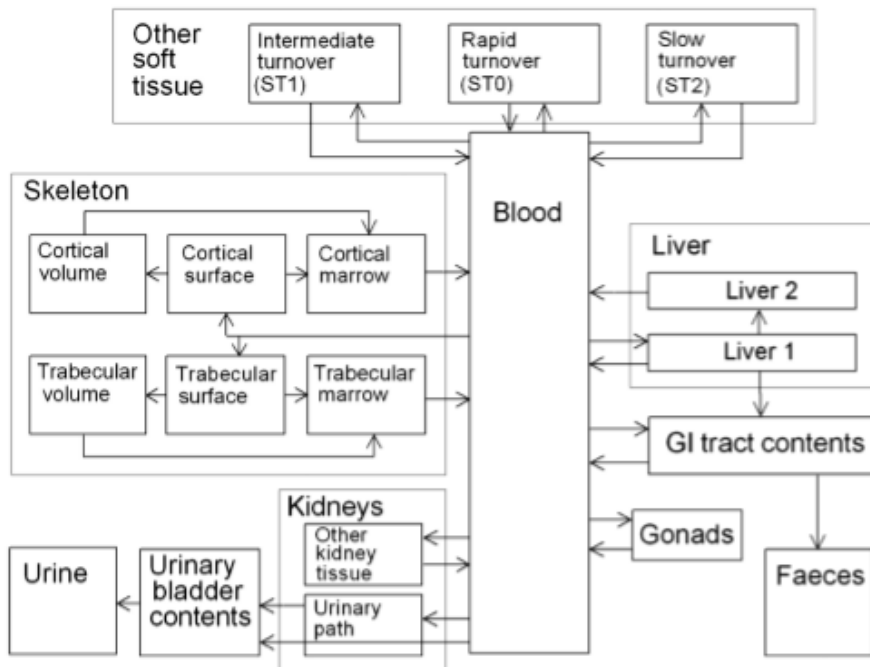 Other
soft
tissue
Intermediate
turnover
(ST1)
Rapid
turnover
(ST0)
Slow
turnover
(ST2)
Skeleton
Cortical
volume
Cortical
surface
Cortical
marrow
Trabecular
volume
Trabecular
surface
Trabecular
marrow
Blood
Liver
Liver 2
Liver 1
GI tract contents
Gonads
Faeces
Kidneys
Other
kidney
tissue
Urinary
path
Urinary
bladder
contents
Urine